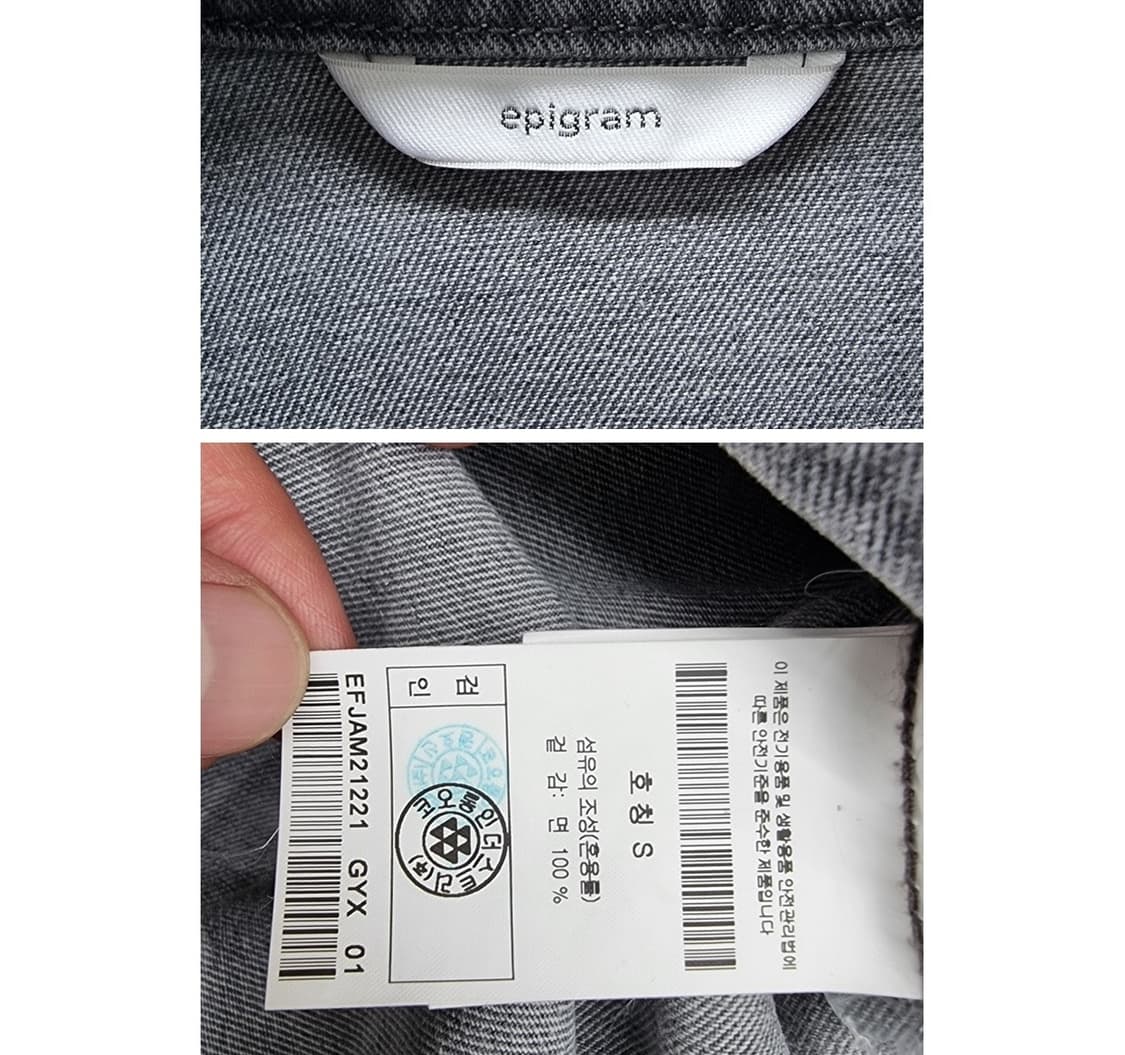 epigram
이 제품은 전기용품 및 생활용품 안전관리법에
따른 안전기준을 준수한 제품입니다
호칭 S
섬유의 조성(혼용률)
겉 감: 면 100 %
검
인
코오롱인더스트리(주)
EFJAM21221 GYX 01